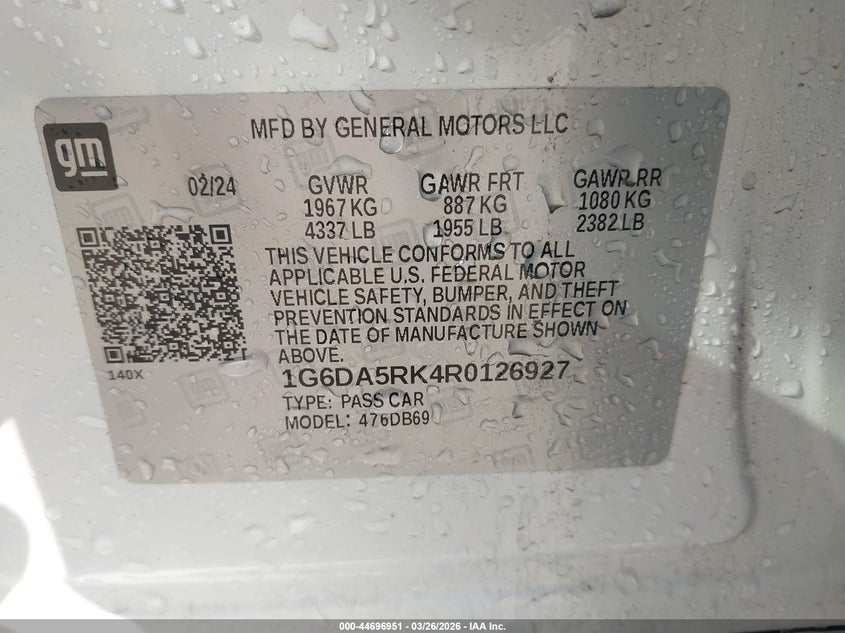 MFD BY GENERAL MOTORS LLC
gm
02/24 GVWR GAWR FRT GAWR RR
1967 KG 887 KG 1080 KG
4337 LB 1955 LB 2382 LB
THIS VEHICLE CONFORMS TO ALL
APPLICABLE U.S. FEDERAL MOTOR
VEHICLE SAFETY, BUMPER, AND THEFT
PREVENTION STANDARDS IN EFFECT ON
THE DATE OF MANUFACTURE SHOWN
ABOVE.
140X
1G6DA5RK4R0126927
TYPE: PASS CAR
MODEL: 476DB69
000-44696951 | 03/26/2026 | IAA Inc.